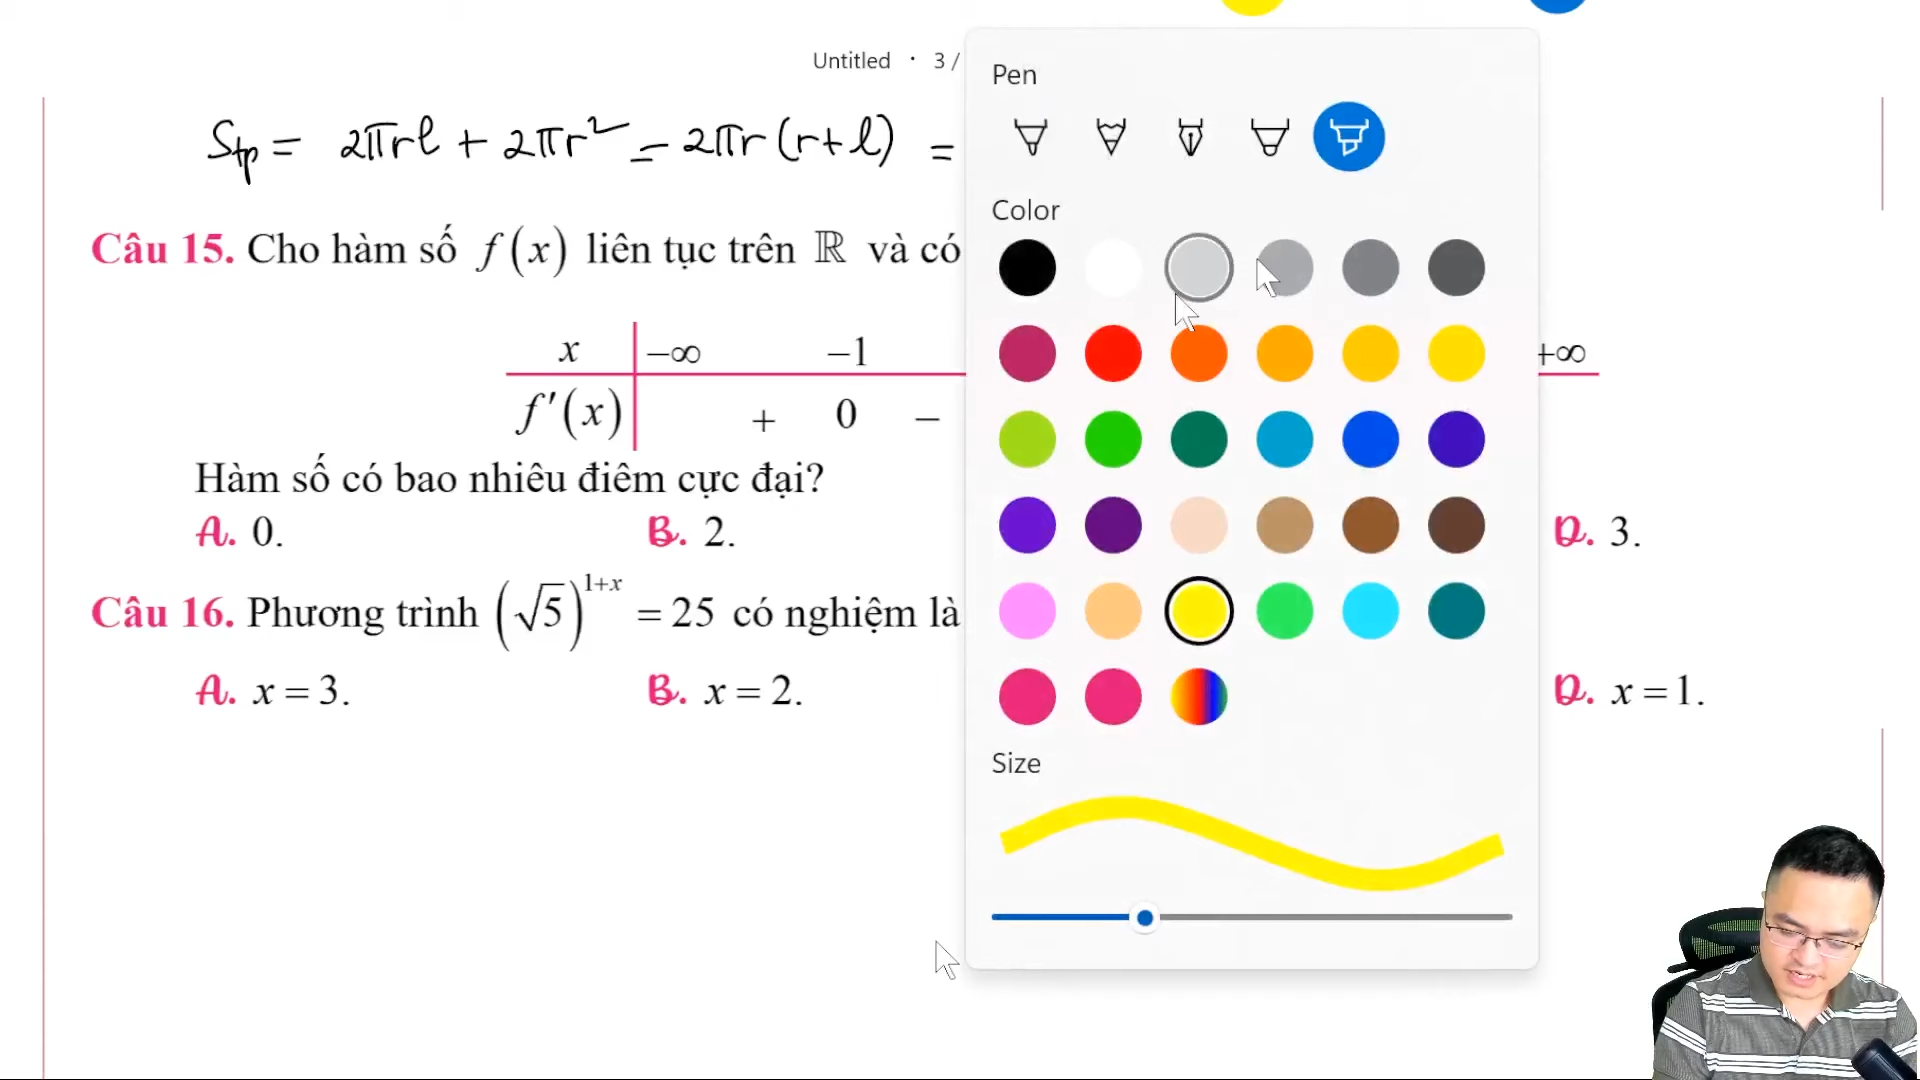 Untitled · 3 /
Pen
Stp = 2πrl + 2πr² = 2πr (r+l) =
Color
Câu 15. Cho hàm số f(x) liên tục trên ℝ và có
x −∞ −1 +∞
f′(x) + 0 −
Hàm số có bao nhiêu điểm cực đại?
A. 0. B. 2. D. 3.
Câu 16. Phương trình (√5)^{1+x} = 25 có nghiệm là
A. x = 3. B. x = 2. D. x = 1.
Size